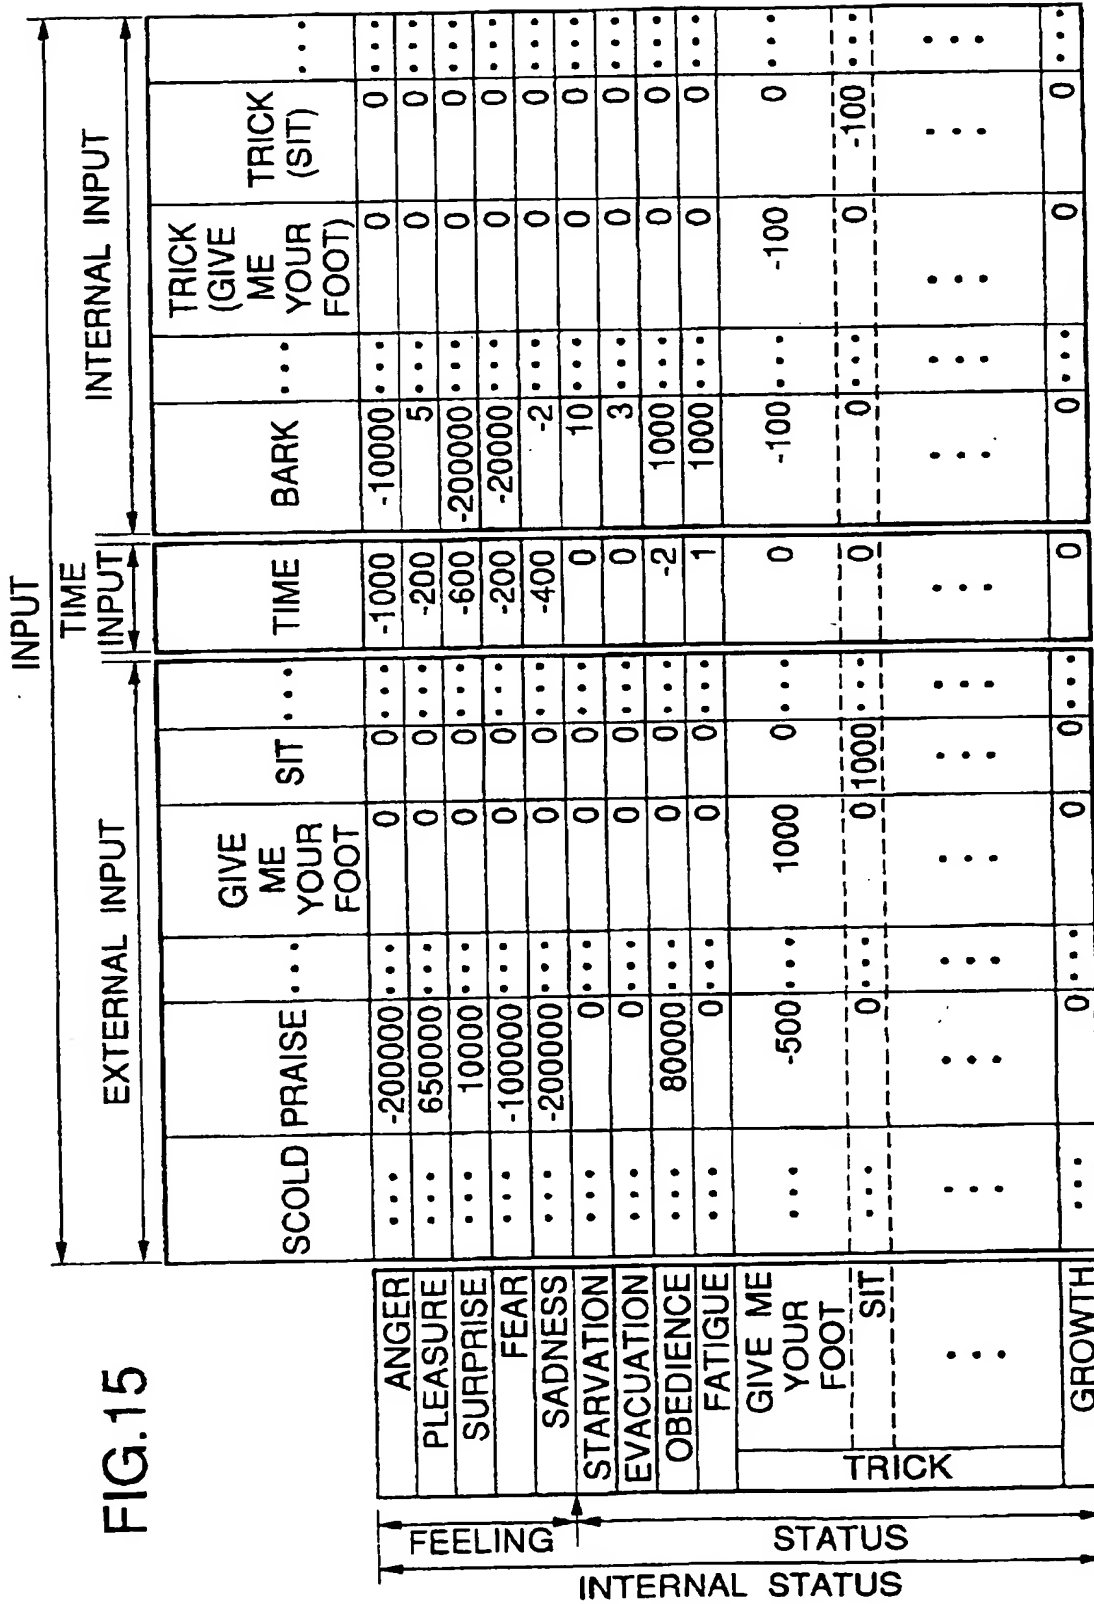 FIG.15
INPUT
EXTERNAL INPUT TIME INPUT INTERNAL INPUT
SCOLD PRAISE ... GIVE ME YOUR FOOT SIT ... TIME BARK ... TRICK (GIVE ME YOUR FOOT) TRICK (SIT) ...
INTERNAL STATUS
FEELING
ANGER ... -200000 ... 0 0 ... -1000 -10000 ... 0 0 ...
PLEASURE ... 650000 ... 0 0 ... -200 5 ... 0 0 ...
SURPRISE ... 10000 ... 0 0 ... -600 -200000 ... 0 0 ...
FEAR ... -100000 ... 0 0 ... -200 -20000 ... 0 0 ...
SADNESS ... -200000 ... 0 0 ... -400 -2 ... 0 0 ...
STATUS
STARVATION ... 0 ... 0 0 ... 0 10 ... 0 0 ...
EVACUATION ... 0 ... 0 0 ... 0 3 ... 0 0 ...
OBEDIENCE ... 80000 ... 0 0 ... -2 1000 ... 0 0 ...
FATIGUE ... 0 ... 0 0 ... 1 1000 ... 0 0 ...
TRICK
GIVE ME YOUR FOOT ... -500 ... 1000 0 ... 0 -100 ... -100 0 ...
SIT ... 0 ... 0 1000 ... 0 0 ... 0 -100 ...
... ... ... ... ... ... ... ... ... ... ... ... ...
GROWTH ... 0 ... 0 0 ... 0 0 ... 0 0 ...